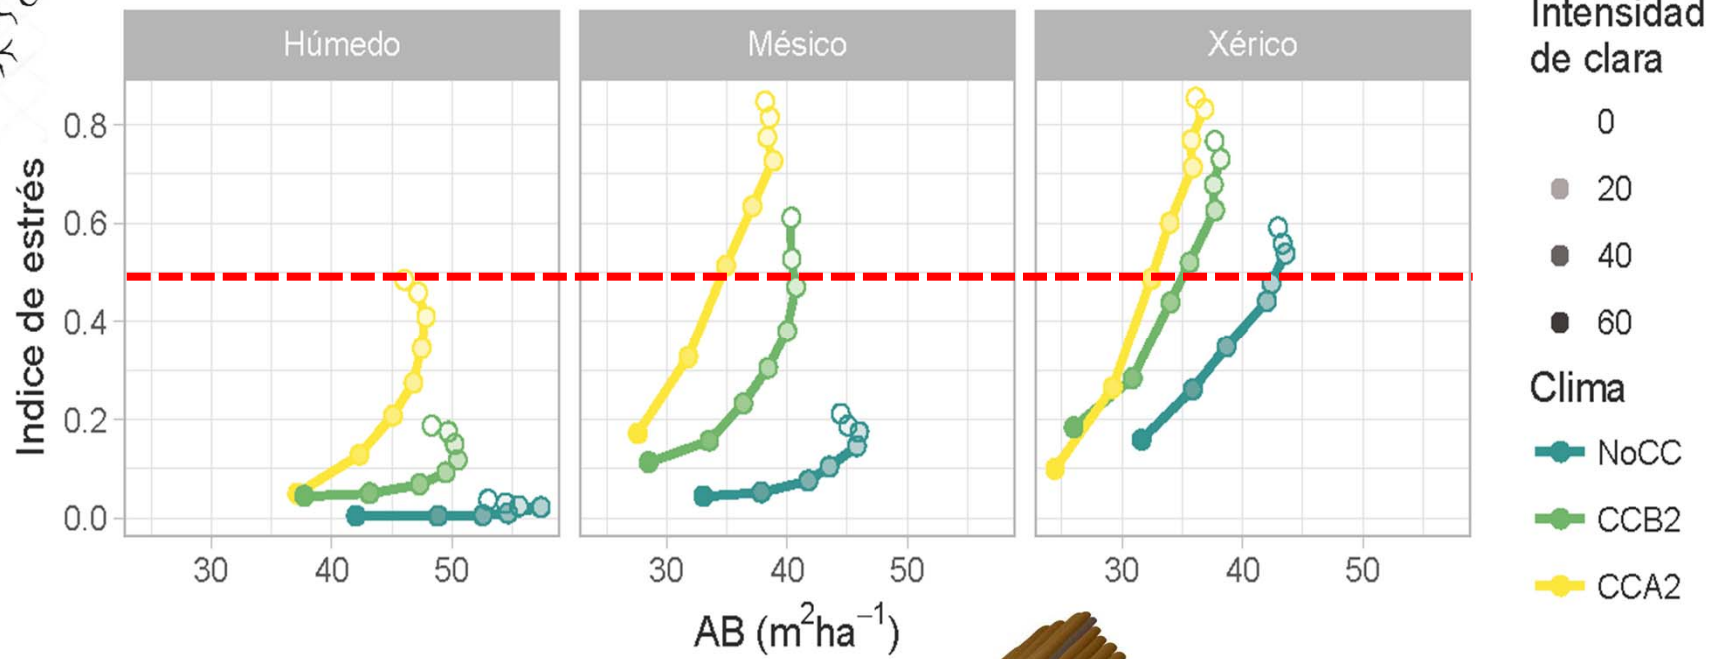 Húmedo Mésico Xérico
Intensidad
de clara
0
20
40
60
Clima
NoCC
CCB2
CCA2
Indice de estrés
0.8
0.6
0.4
0.2
0.0
30 40 50 30 40 50 30 40 50
AB (m²ha⁻¹)